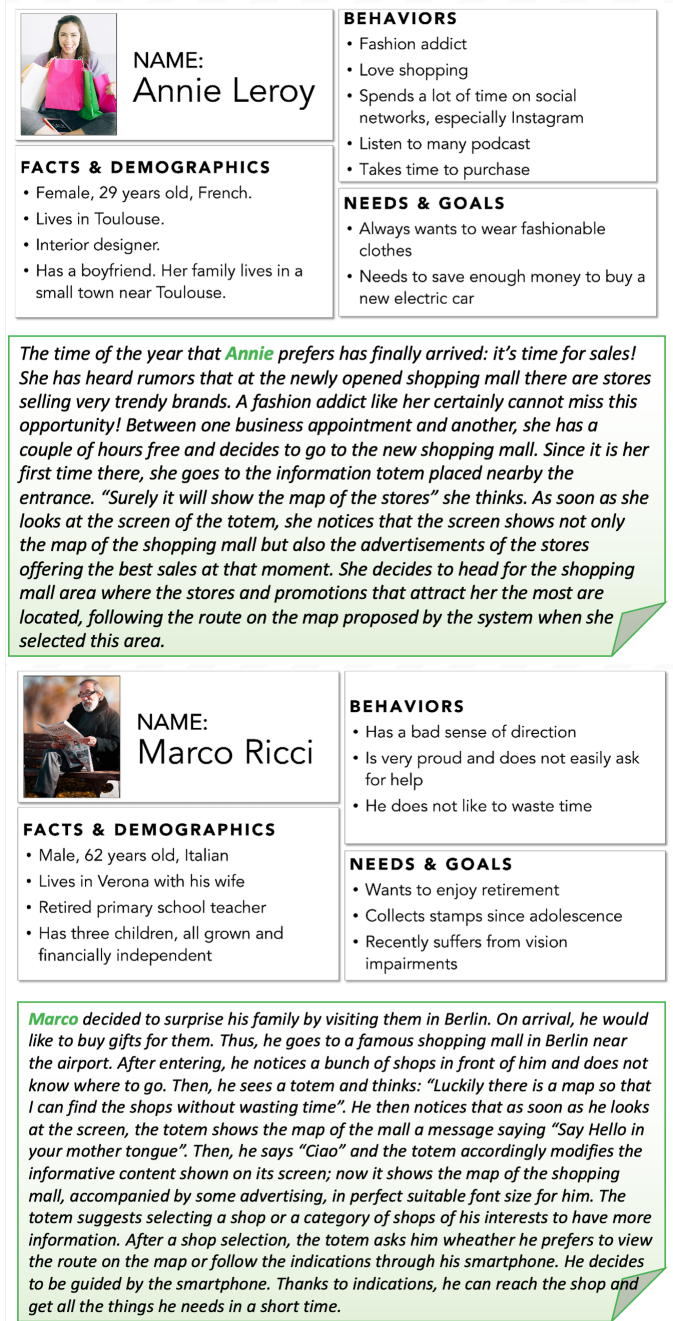 NAME:
Annie Leroy
FACTS & DEMOGRAPHICS
• Female, 29 years old, French.
• Lives in Toulouse.
• Interior designer.
• Has a boyfriend. Her family lives in a
small town near Toulouse.
BEHAVIORS
• Fashion addict
• Love shopping
• Spends a lot of time on social
networks, especially Instagram
• Listen to many podcast
• Takes time to purchase
NEEDS & GOALS
• Always wants to wear fashionable
clothes
• Needs to save enough money to buy a
new electric car
The time of the year that Annie prefers has finally arrived: it's time for sales!
She has heard rumors that at the newly opened shopping mall there are stores
selling very trendy brands. A fashion addict like her certainly cannot miss this
opportunity! Between one business appointment and another, she has a
couple of hours free and decides to go to the new shopping mall. Since it is her
first time there, she goes to the information totem placed nearby the
entrance. “Surely it will show the map of the stores” she thinks. As soon as she
looks at the screen of the totem, she notices that the screen shows not only
the map of the shopping mall but also the advertisements of the stores
offering the best sales at that moment. She decides to head for the shopping
mall area where the stores and promotions that attract her the most are
located, following the route on the map proposed by the system when she
selected this area.
NAME:
Marco Ricci
FACTS & DEMOGRAPHICS
• Male, 62 years old, Italian
• Lives in Verona with his wife
• Retired primary school teacher
• Has three children, all grown and
financially independent
BEHAVIORS
• Has a bad sense of direction
• Is very proud and does not easily ask
for help
• He does not like to waste time
NEEDS & GOALS
• Wants to enjoy retirement
• Collects stamps since adolescence
• Recently suffers from vision
impairments
Marco decided to surprise his family by visiting them in Berlin. On arrival, he would
like to buy gifts for them. Thus, he goes to a famous shopping mall in Berlin near
the airport. After entering, he notices a bunch of shops in front of him and does not
know where to go. Then, he sees a totem and thinks: “Luckily there is a map so that
I can find the shops without wasting time”. He then notices that as soon as he looks
at the screen, the totem shows the map of the mall a message saying “Say Hello in
your mother tongue”. Then, he says “Ciao” and the totem accordingly modifies the
informative content shown on its screen; now it shows the map of the shopping
mall, accompanied by some advertising, in perfect suitable font size for him. The
totem suggests selecting a shop or a category of shops of his interests to have more
information. After a shop selection, the totem asks him wheather he prefers to view
the route on the map or follow the indications through his smartphone. He decides
to be guided by the smartphone. Thanks to indications, he can reach the shop and
get all the things he needs in a short time.